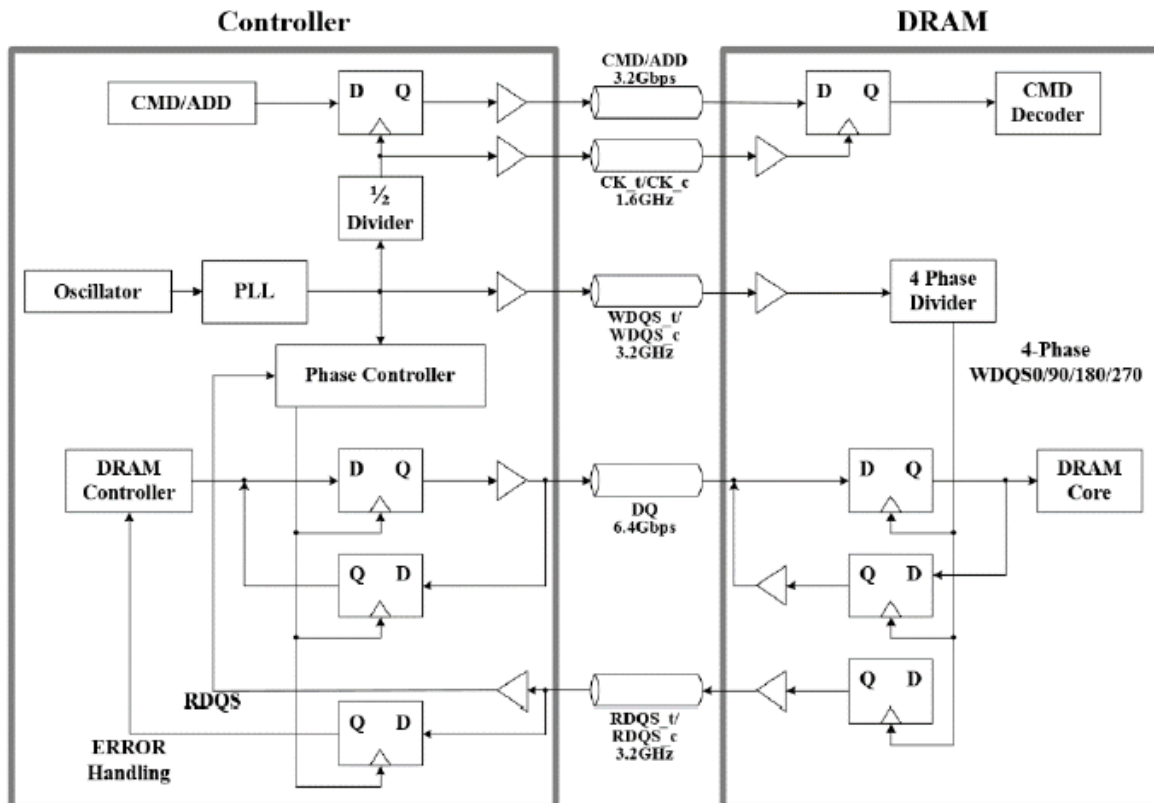 Controller
DRAM
CMD/ADD
D Q
CMD/ADD
3.2Gbps
D Q
CMD
Decoder
CK_t/CK_c
1.6GHz
½
Divider
Oscillator
PLL
WDQS_t/
WDQS_c
3.2GHz
4 Phase
Divider
Phase Controller
4-Phase
WDQS0/90/180/270
DRAM
Controller
D Q
DQ
6.4Gbps
D Q
DRAM
Core
Q D
Q D
RDQS
RDQS_t/
RDQS_c
3.2GHz
Q D
Q D
ERROR
Handling